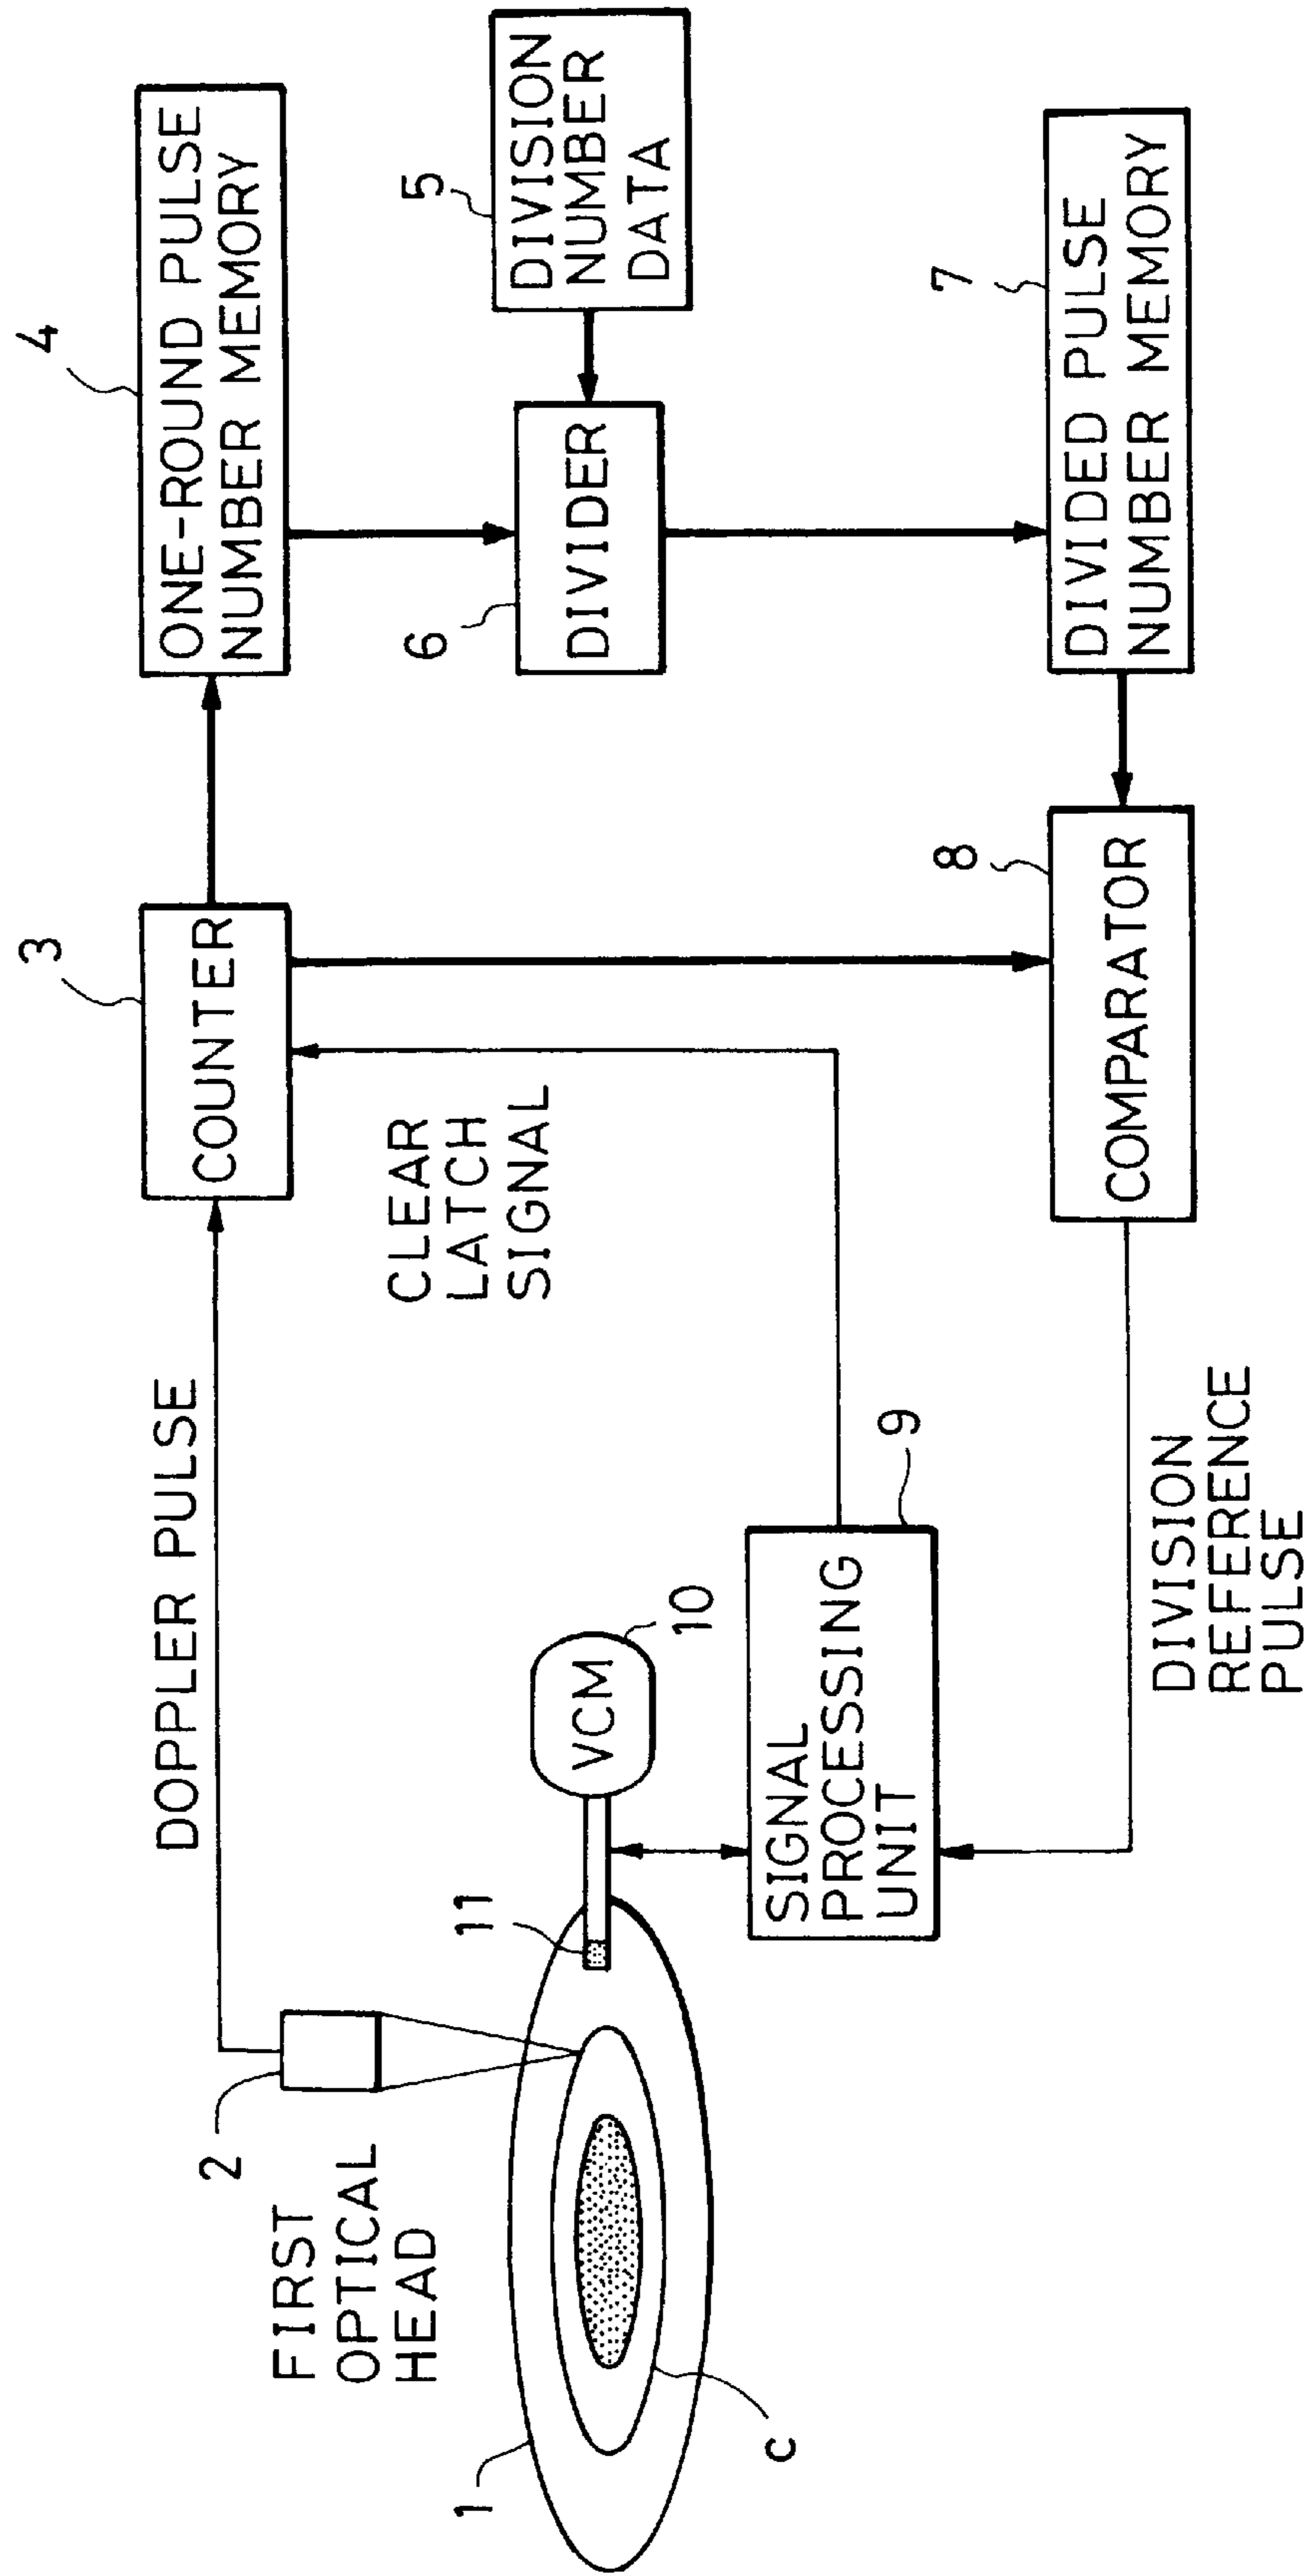 4
ONE-ROUND PULSE
NUMBER MEMORY
3
COUNTER
DOPPLER PULSE
2
FIRST
OPTICAL
HEAD
5
DIVISION
NUMBER
DATA
6
DIVIDER
CLEAR
LATCH
SIGNAL
11
VCM
10
1
C
7
DIVIDED PULSE
NUMBER MEMORY
8
COMPARATOR
9
SIGNAL
PROCESSING
UNIT
DIVISION
REFERENCE
PULSE